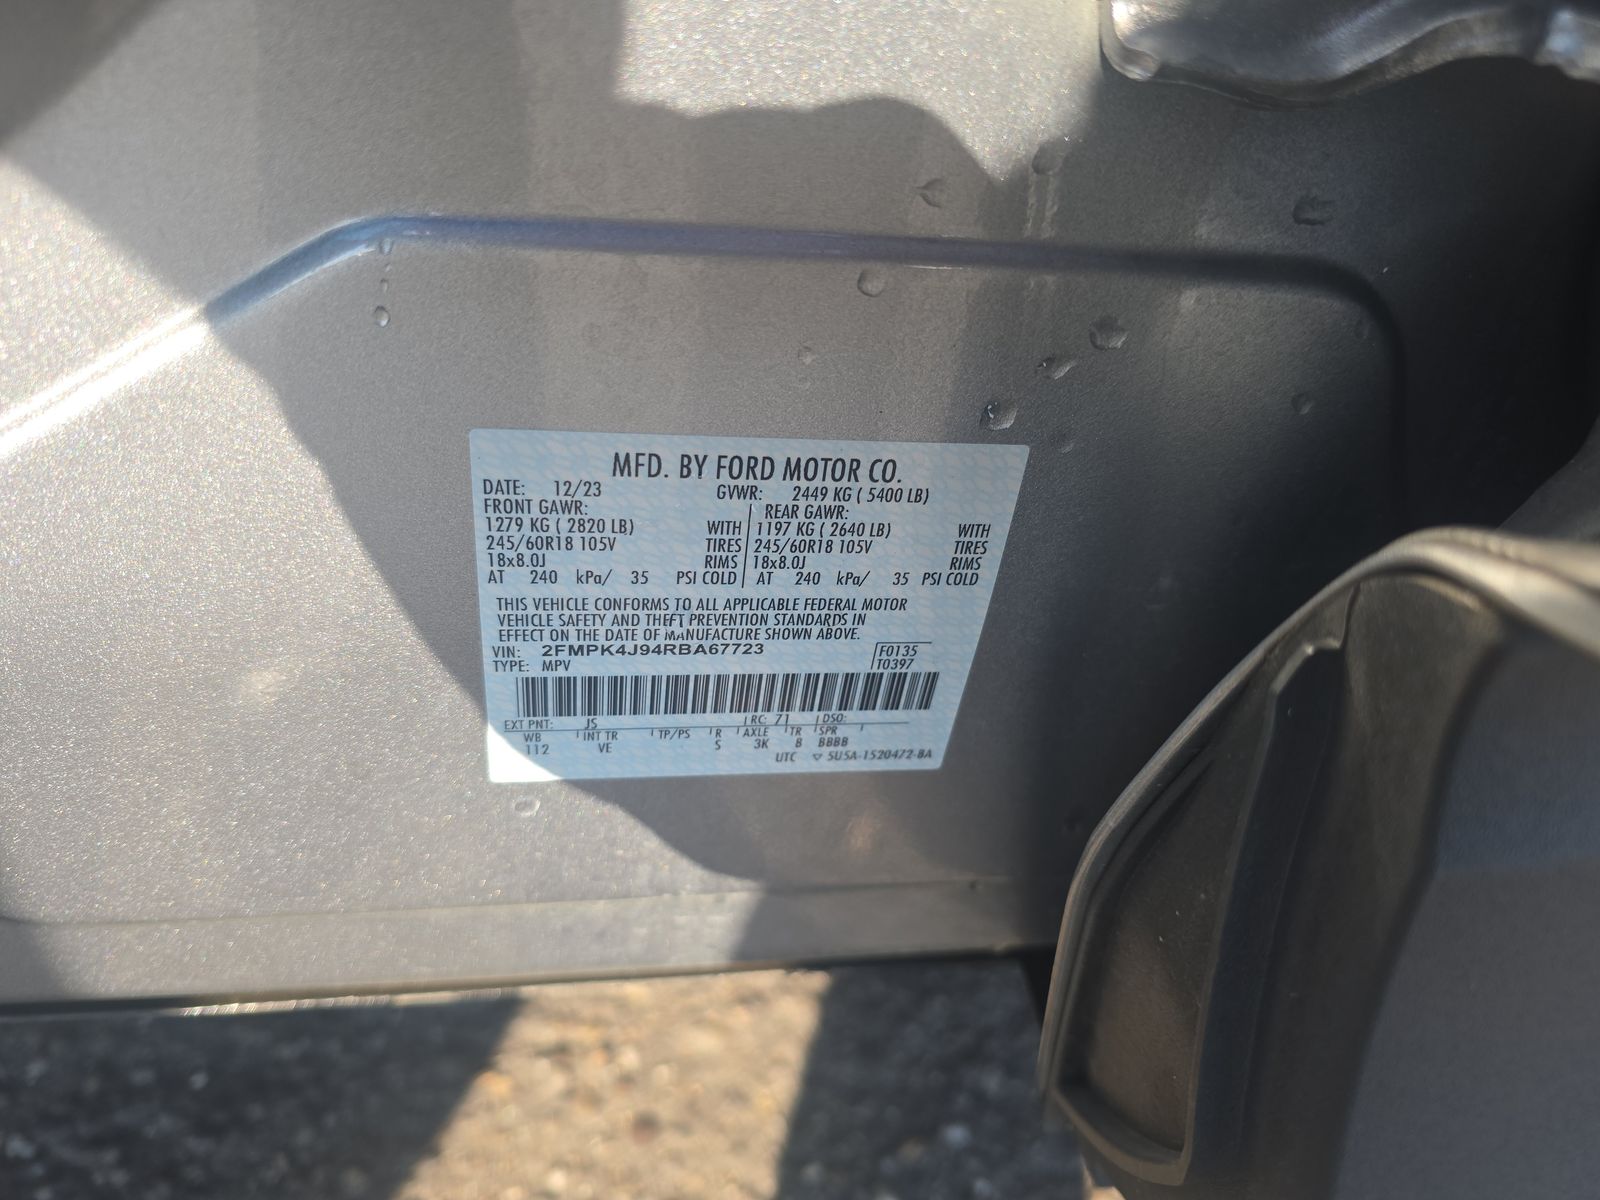 MFD. BY FORD MOTOR CO.
DATE: 12/23 GVWR: 2449 KG ( 5400 LB)
FRONT GAWR: REAR GAWR:
1279 KG ( 2820 LB) WITH 1197 KG ( 2640 LB) WITH
245/60R18 105V TIRES 245/60R18 105V TIRES
18x8.0J RIMS 18x8.0J RIMS
AT 240 kPa/ 35 PSI COLD AT 240 kPa/ 35 PSI COLD
THIS VEHICLE CONFORMS TO ALL APPLICABLE FEDERAL MOTOR
VEHICLE SAFETY AND THEFT PREVENTION STANDARDS IN
EFFECT ON THE DATE OF MANUFACTURE SHOWN ABOVE.
VIN: 2FMPK4J94RBA67723 F0135
TYPE: MPV T0397
EXT PNT: JS RC: 71 DSO:
WB INT TR TP/PS R AXLE TR SPR
112 VE S 3K 8 BBBB
UTC ▽ 5U5A-1520472-BA